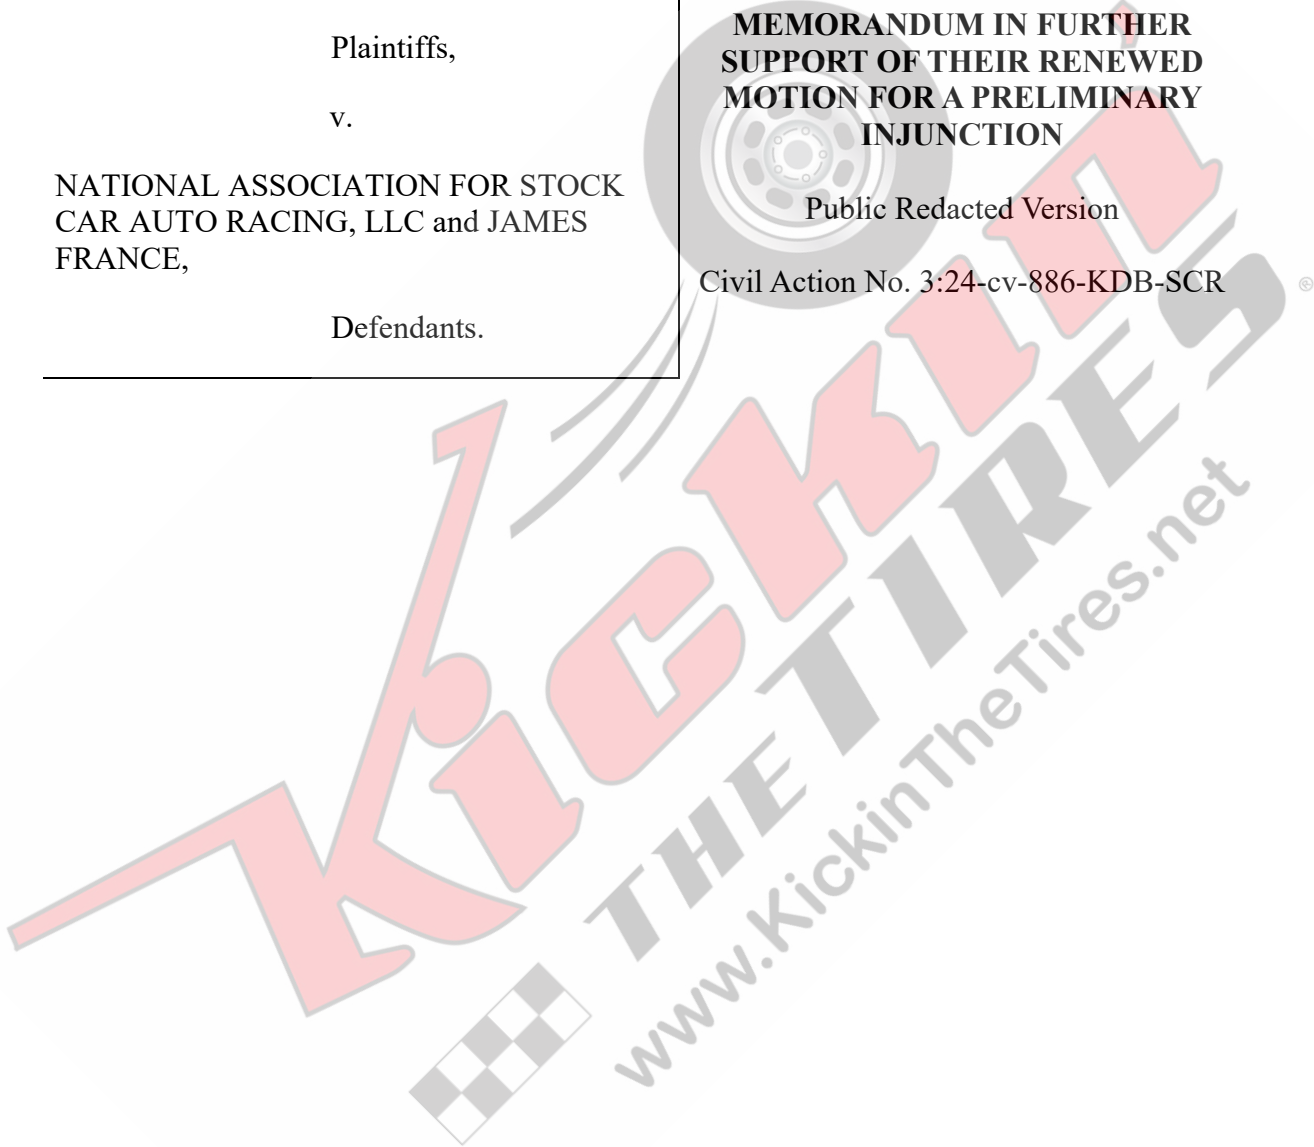 Plaintiffs,
v.
NATIONAL ASSOCIATION FOR STOCK
CAR AUTO RACING, LLC and JAMES
FRANCE,
Defendants.
MEMORANDUM IN FURTHER
SUPPORT OF THEIR RENEWED
MOTION FOR A PRELIMINARY
INJUNCTION
Public Redacted Version
Civil Action No. 3:24-cv-886-KDB-SCR
Kickin'
THE TIRES
®
www.KickinTheTires.net